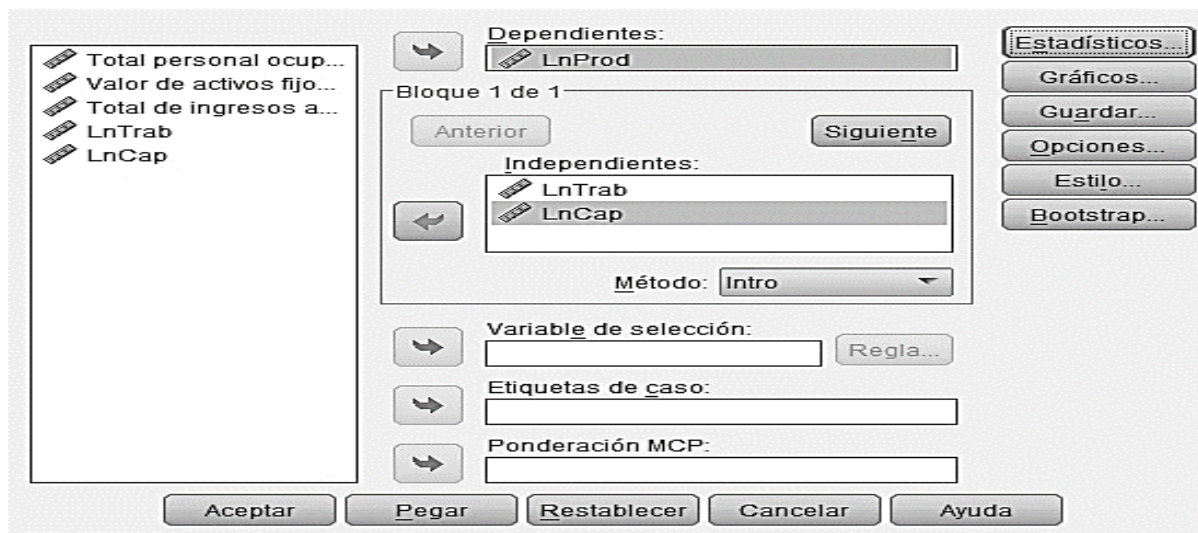 Total personal ocup...
Valor de activos fijo...
Total de ingresos a...
LnTrab
LnCap
Dependientes:
LnProd
Bloque 1 de 1
Anterior
Siguiente
Independientes:
LnTrab
LnCap
Método: Intro
Variable de selección:
Regla...
Etiquetas de caso:
Ponderación MCP:
Estadísticos...
Gráficos...
Guardar...
Opciones...
Estilo...
Bootstrap...
Aceptar
Pegar
Restablecer
Cancelar
Ayuda